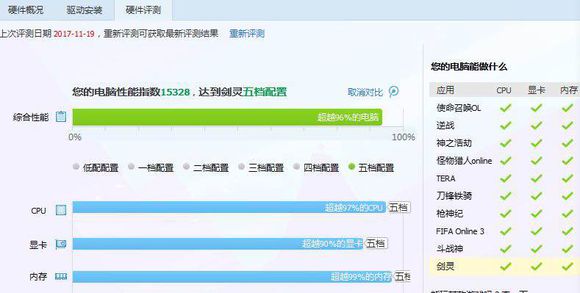 硬件概况 驱动安装 硬件评测
上次评测日期 2017-11-19，重新评测可获取最新评测结果 重新评测
您的电脑性能指数15328，达到剑灵五档配置 取消对比
综合性能 超越96%的电脑
0% 100%
低配配置 一档配置 二档配置 三档配置 四档配置 五档配置
CPU 超越97%的CPU 五档
显卡 超越90%的显卡 五档
内存 超越99%的内存 五档
您的电脑能做什么
应用 CPU 显卡 内存
使命召唤OL
逆战
神之浩劫
怪物猎人online
TERA
刀锋铁骑
枪神纪
FIFA Online 3
斗战神
剑灵